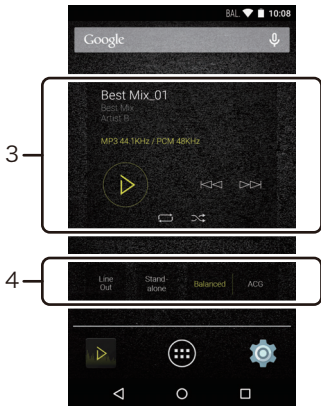 BAL. 10:08
Google
3
Best Mix_01
Best Mix
Artist B
MP3 44.1KHz / PCM 48KHz
4
Line Out
Stand-alone
Balanced
ACG